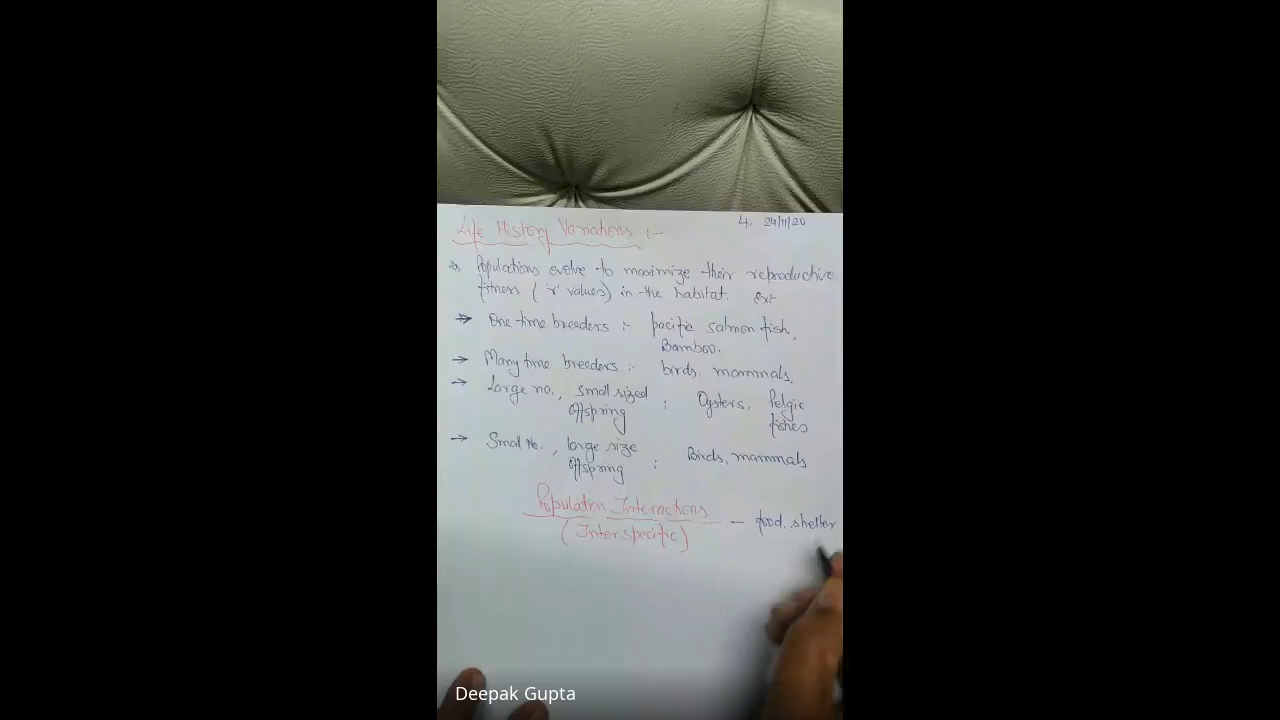 Life History Variations :-
4. 24/11/20
Populations evolve to maximize their reproductive
fitness ('r' values) in the habitat. Ex:-
→ One time breeders :- pacific salmon fish,
Bamboo.
→ Many time breeders :- birds, mammals,
→ Large no., small sized
offspring : Oysters, Pelgic
fishes
→ Small No., large size
offspring : Birds, mammals
Population Interactions
(Interspecific) - food, shelter
Deepak Gupta